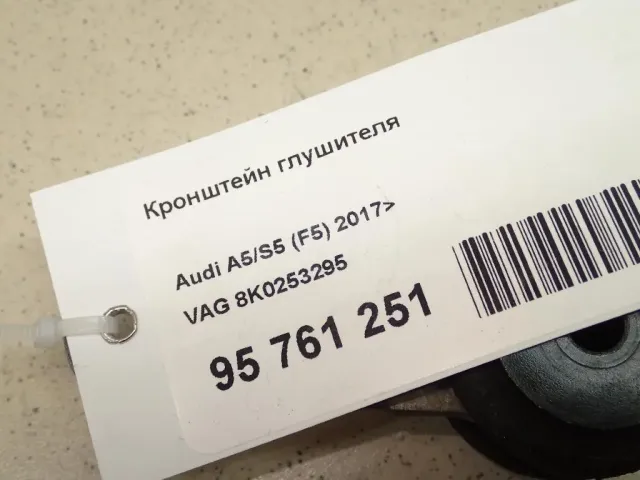 Кронштейн глушителя
Audi A5/S5 (F5) 2017>
VAG 8K0253295
95 761 251